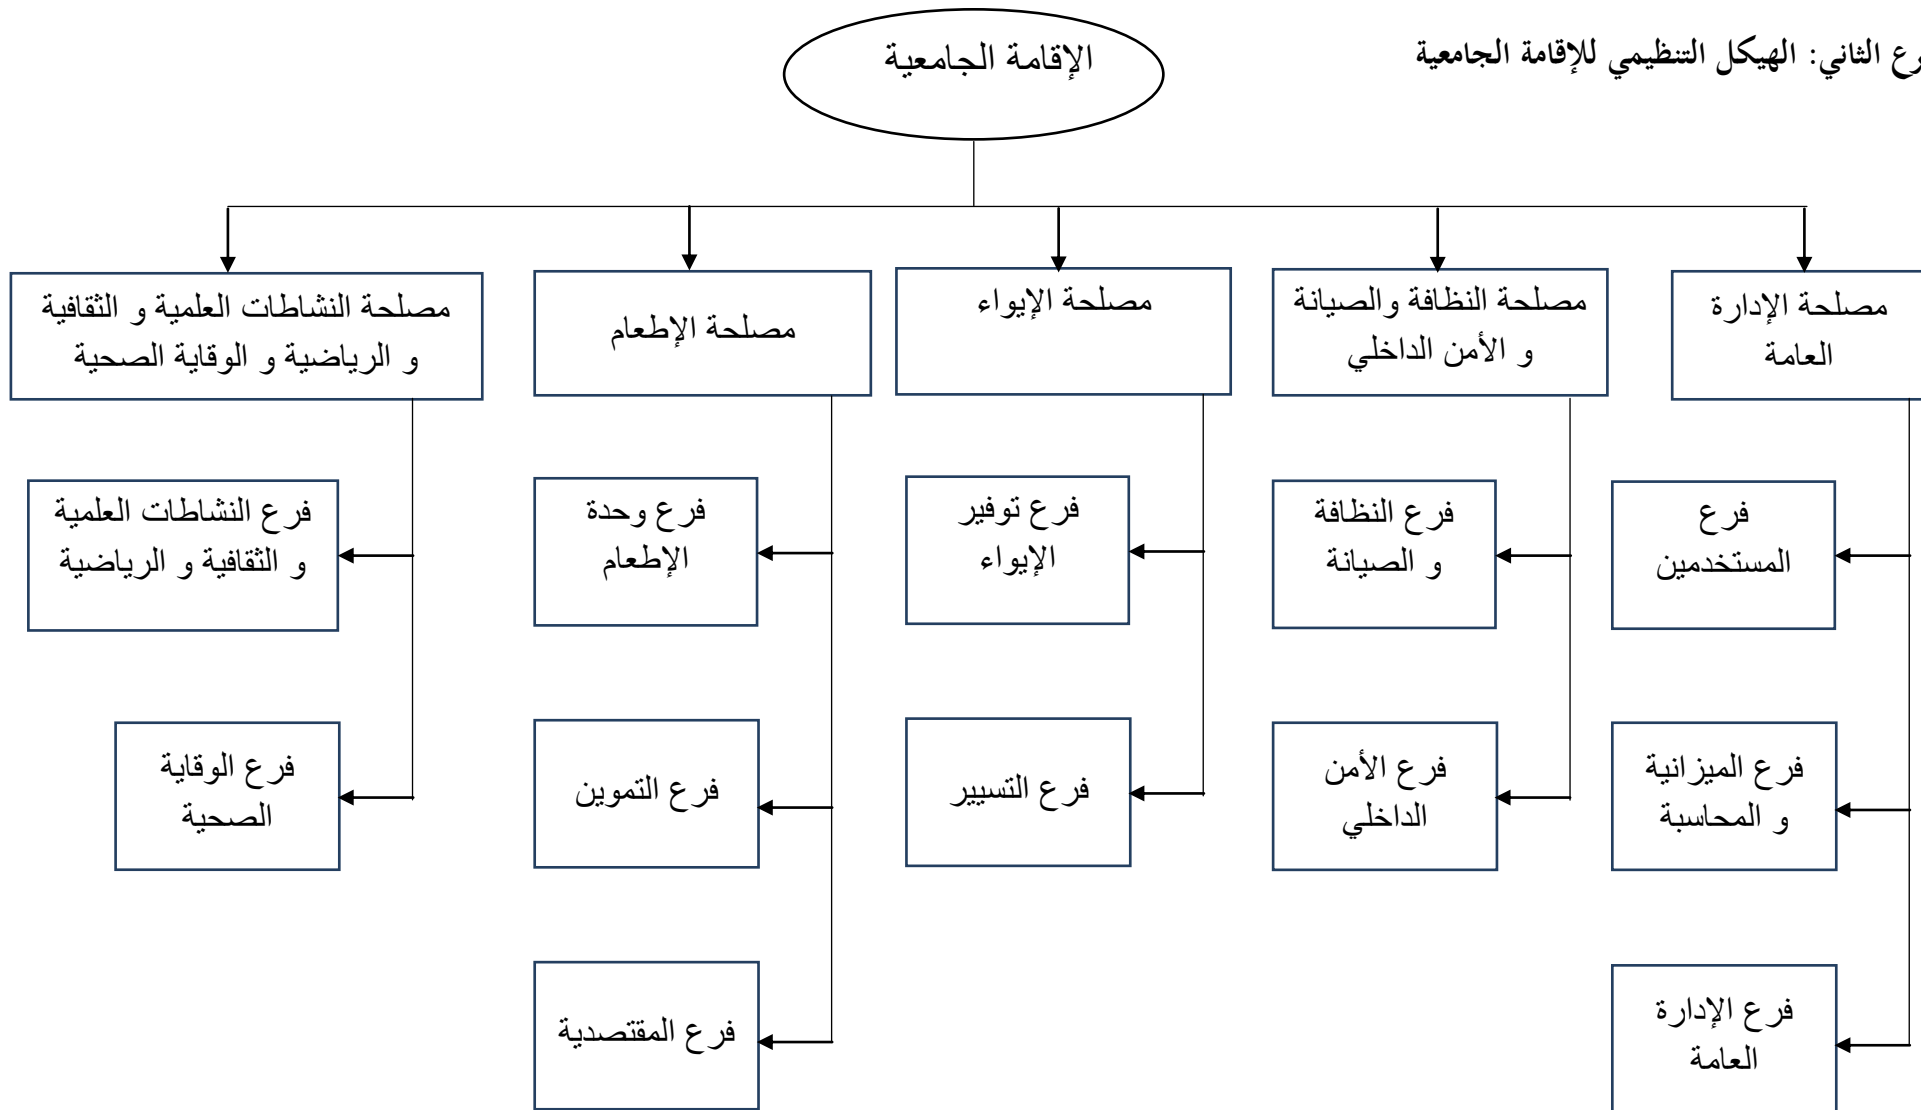 رع الثاني: الهيكل التنظيمي للإقامة الجامعية
الإقامة الجامعية
مصلحة الإدارة
العامة
مصلحة النظافة والصيانة
و الأمن الداخلي
مصلحة الإيواء
مصلحة الإطعام
مصلحة النشاطات العلمية و الثقافية
و الرياضية و الوقاية الصحية
فرع
المستخدمين
فرع النظافة
و الصيانة
فرع توفير
الإيواء
فرع وحدة
الإطعام
فرع النشاطات العلمية
و الثقافية و الرياضية
فرع الميزانية
و المحاسبة
فرع الأمن
الداخلي
فرع التسيير
فرع التموين
فرع الوقاية
الصحية
فرع الإدارة
العامة
فرع المقتصدية